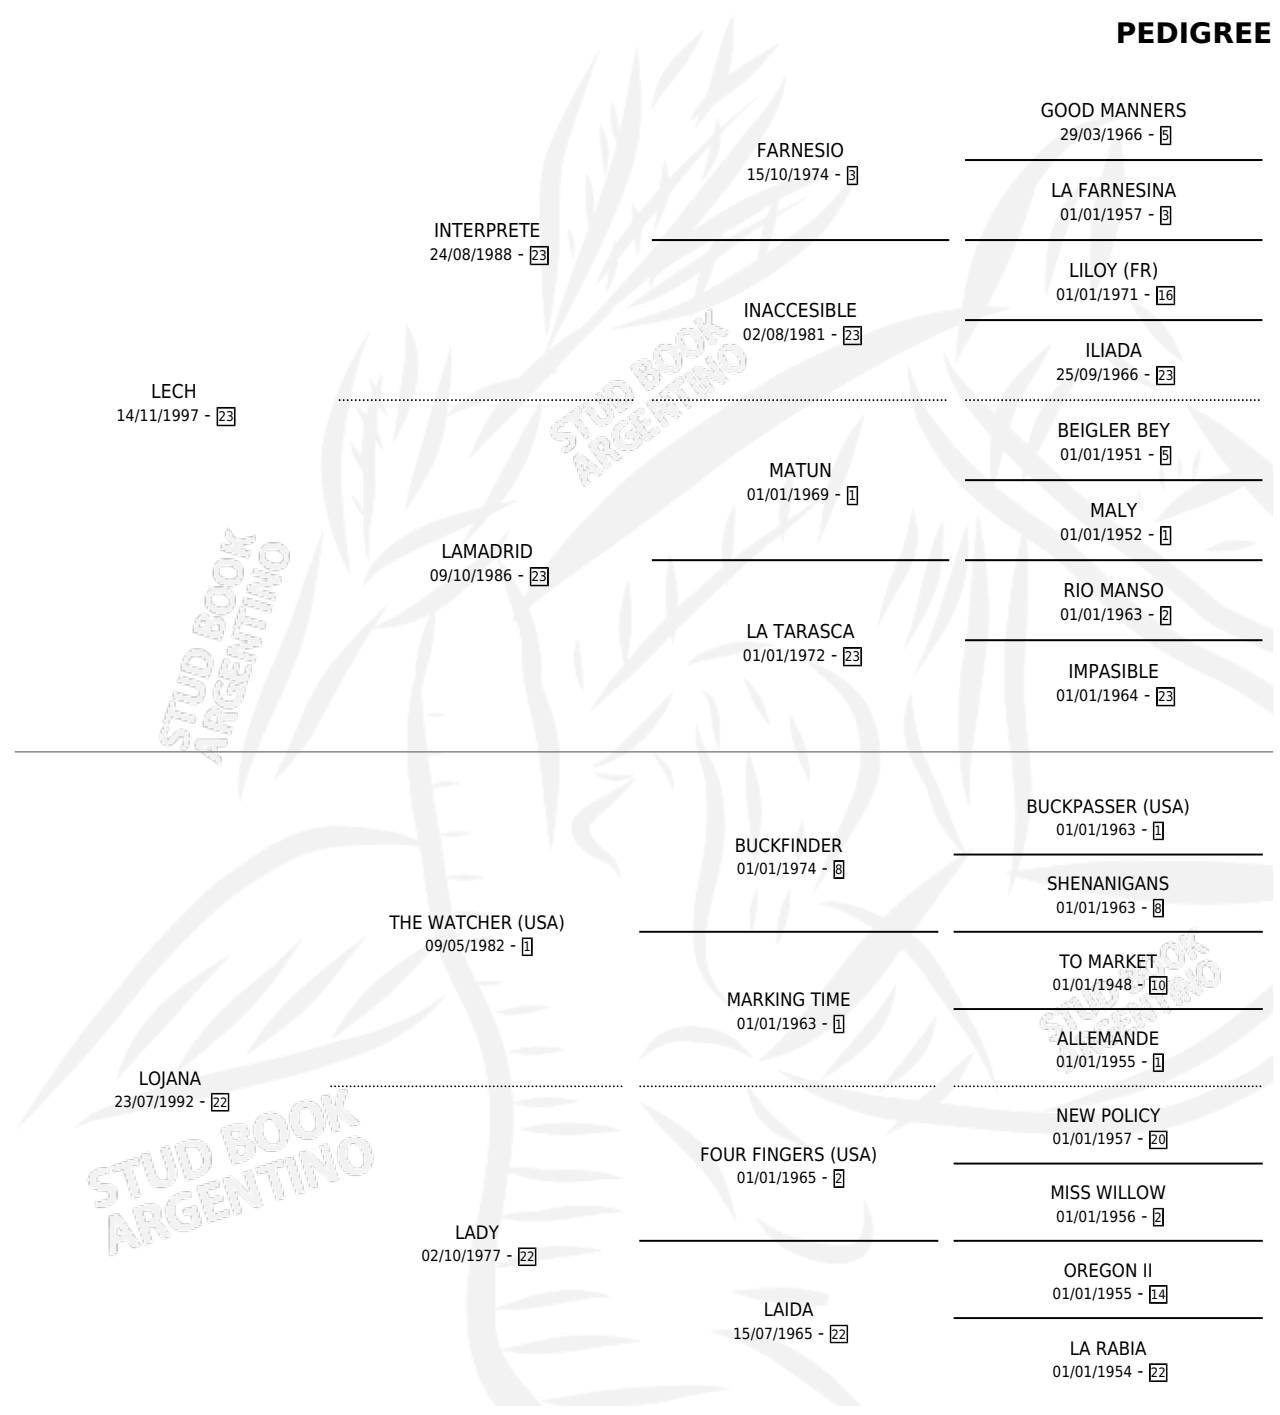 PEDIGREE
GOOD MANNERS
29/03/1966 - 5
FARNESIO
15/10/1974 - 3
LA FARNESINA
01/01/1957 - 3
INTERPRETE
24/08/1988 - 23
LILOY (FR)
01/01/1971 - 16
INACCESIBLE
02/08/1981 - 23
ILIADA
25/09/1966 - 23
LECH
14/11/1997 - 23
BEIGLER BEY
01/01/1951 - 5
MATUN
01/01/1969 - 1
MALY
01/01/1952 - 1
LAMADRID
09/10/1986 - 23
RIO MANSO
01/01/1963 - 2
LA TARASCA
01/01/1972 - 23
IMPASIBLE
01/01/1964 - 23
BUCKPASSER (USA)
01/01/1963 - 1
BUCKFINDER
01/01/1974 - 8
SHENANIGANS
01/01/1963 - 8
THE WATCHER (USA)
09/05/1982 - 1
TO MARKET
01/01/1948 - 10
MARKING TIME
01/01/1963 - 1
ALLEMANDE
01/01/1955 - 1
LOJANA
23/07/1992 - 22
NEW POLICY
01/01/1957 - 20
FOUR FINGERS (USA)
01/01/1965 - 2
MISS WILLOW
01/01/1956 - 2
LADY
02/10/1977 - 22
OREGON II
01/01/1955 - 14
LAIDA
15/07/1965 - 22
LA RABIA
01/01/1954 - 22
STUD BOOK
ARGENTINO
STUD BOOK
ARGENTINO
STUD BOOK
ARGENTINO
STUD BOOK
ARGENTINO